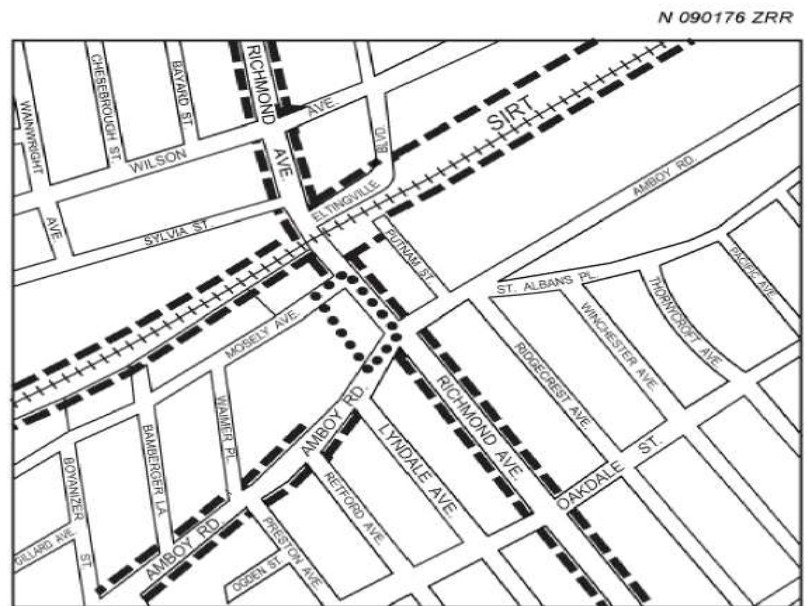 N 090176 ZRR
RICHMOND
AVE.
CHESEBROUGH ST.
BAYARD ST.
WAINWRIGHT
AVE.
WILSON
AVE.
BLVD
ELTINGVILLE
SIRT
AMBOY RD.
SYLVIA ST.
PUTNAM ST.
ST. ALBANS PL.
PACIFIC AVE.
THORNYCROFT AVE.
WINCHESTER AVE.
RIDGECREST AVE.
MOSELY AVE.
WAIMER PL.
BAMBERGER LA.
BOYANIZER
ST.
GILLARD AVE.
AMBOY RD.
AMBOY RD.
LYNDALE AVE.
RICHMOND AVE.
OAKDALE ST.
RETFORD AVE.
PRESTON AVE.
OGDEN ST.